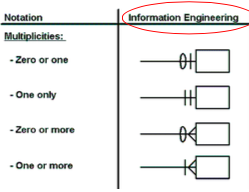 Notation Information Engineering
Multiplicities:
- Zero or one
- One only
- Zero or more
- One or more